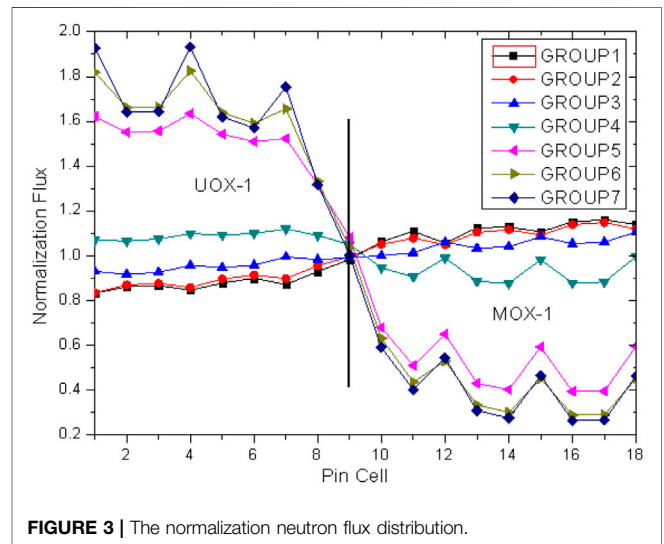 2.0
1.8
1.6
1.4
1.2
1.0
0.8
0.6
0.4
0.2
Normalization Flux
GROUP1
GROUP2
GROUP3
GROUP4
GROUP5
GROUP6
GROUP7
UOX-1
MOX-1
2 4 6 8 10 12 14 16 18
Pin Cell
FIGURE 3 | The normalization neutron flux distribution.